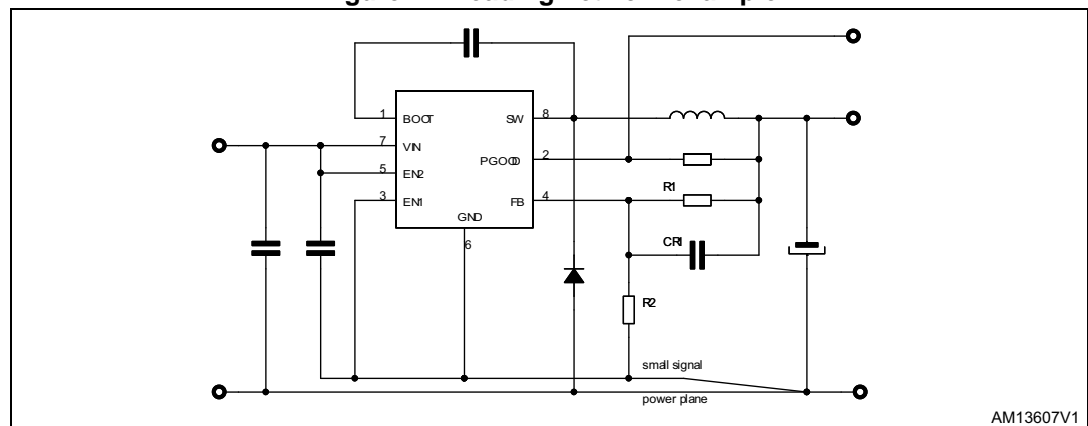 1 BOOT SW 8
7 VIN
PGOOD 2
5 EN2
R1
3 EN1 FB 4
GND
6 CR1
R2
small signal
power plane
AM13607V1